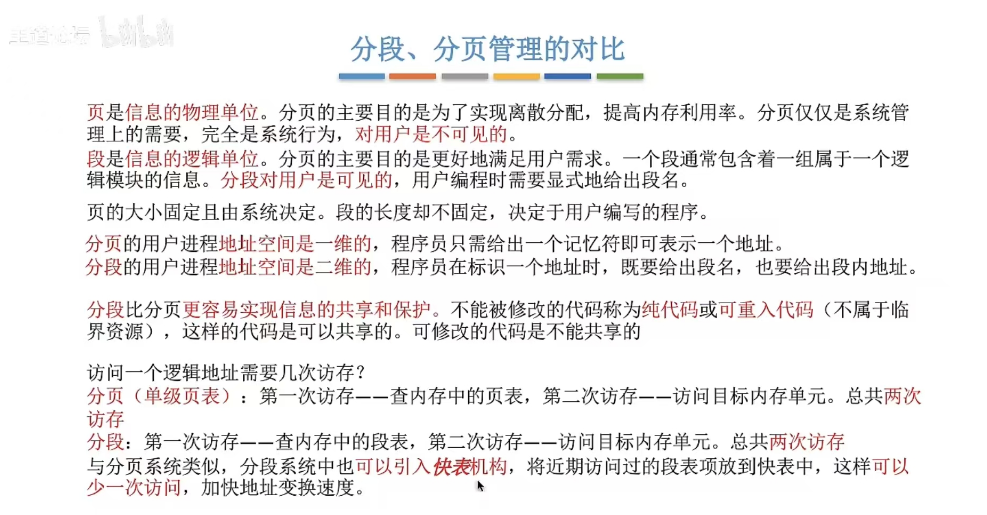 bilibili
分段、分页管理的对比
页是信息的物理单位。分页的主要目的是为了实现离散分配，提高内存利用率。分页仅仅是系统管
理上的需要，完全是系统行为，对用户是不可见的。
段是信息的逻辑单位。分页的主要目的是更好地满足用户需求。一个段通常包含着一组属于一个逻
辑模块的信息。分段对用户是可见的，用户编程时需要显式地给出段名。
页的大小固定且由系统决定。段的长度却不固定，决定于用户编写的程序。
分页的用户进程地址空间是一维的，程序员只需给出一个记忆符即可表示一个地址。
分段的用户进程地址空间是二维的，程序员在标识一个地址时，既要给出段名，也要给出段内地址。
分段比分页更容易实现信息的共享和保护。不能被修改的代码称为纯代码或可重入代码（不属于临
界资源），这样的代码是可以共享的。可修改的代码是不能共享的
访问一个逻辑地址需要几次访存？
分页（单级页表）：第一次访存——查内存中的页表，第二次访存——访问目标内存单元。总共两次
访存
分段：第一次访存——查内存中的段表，第二次访存——访问目标内存单元。总共两次访存
与分页系统类似，分段系统中也可以引入快表机构，将近期访问过的段表项放到快表中，这样可以
少一次访问，加快地址变换速度。